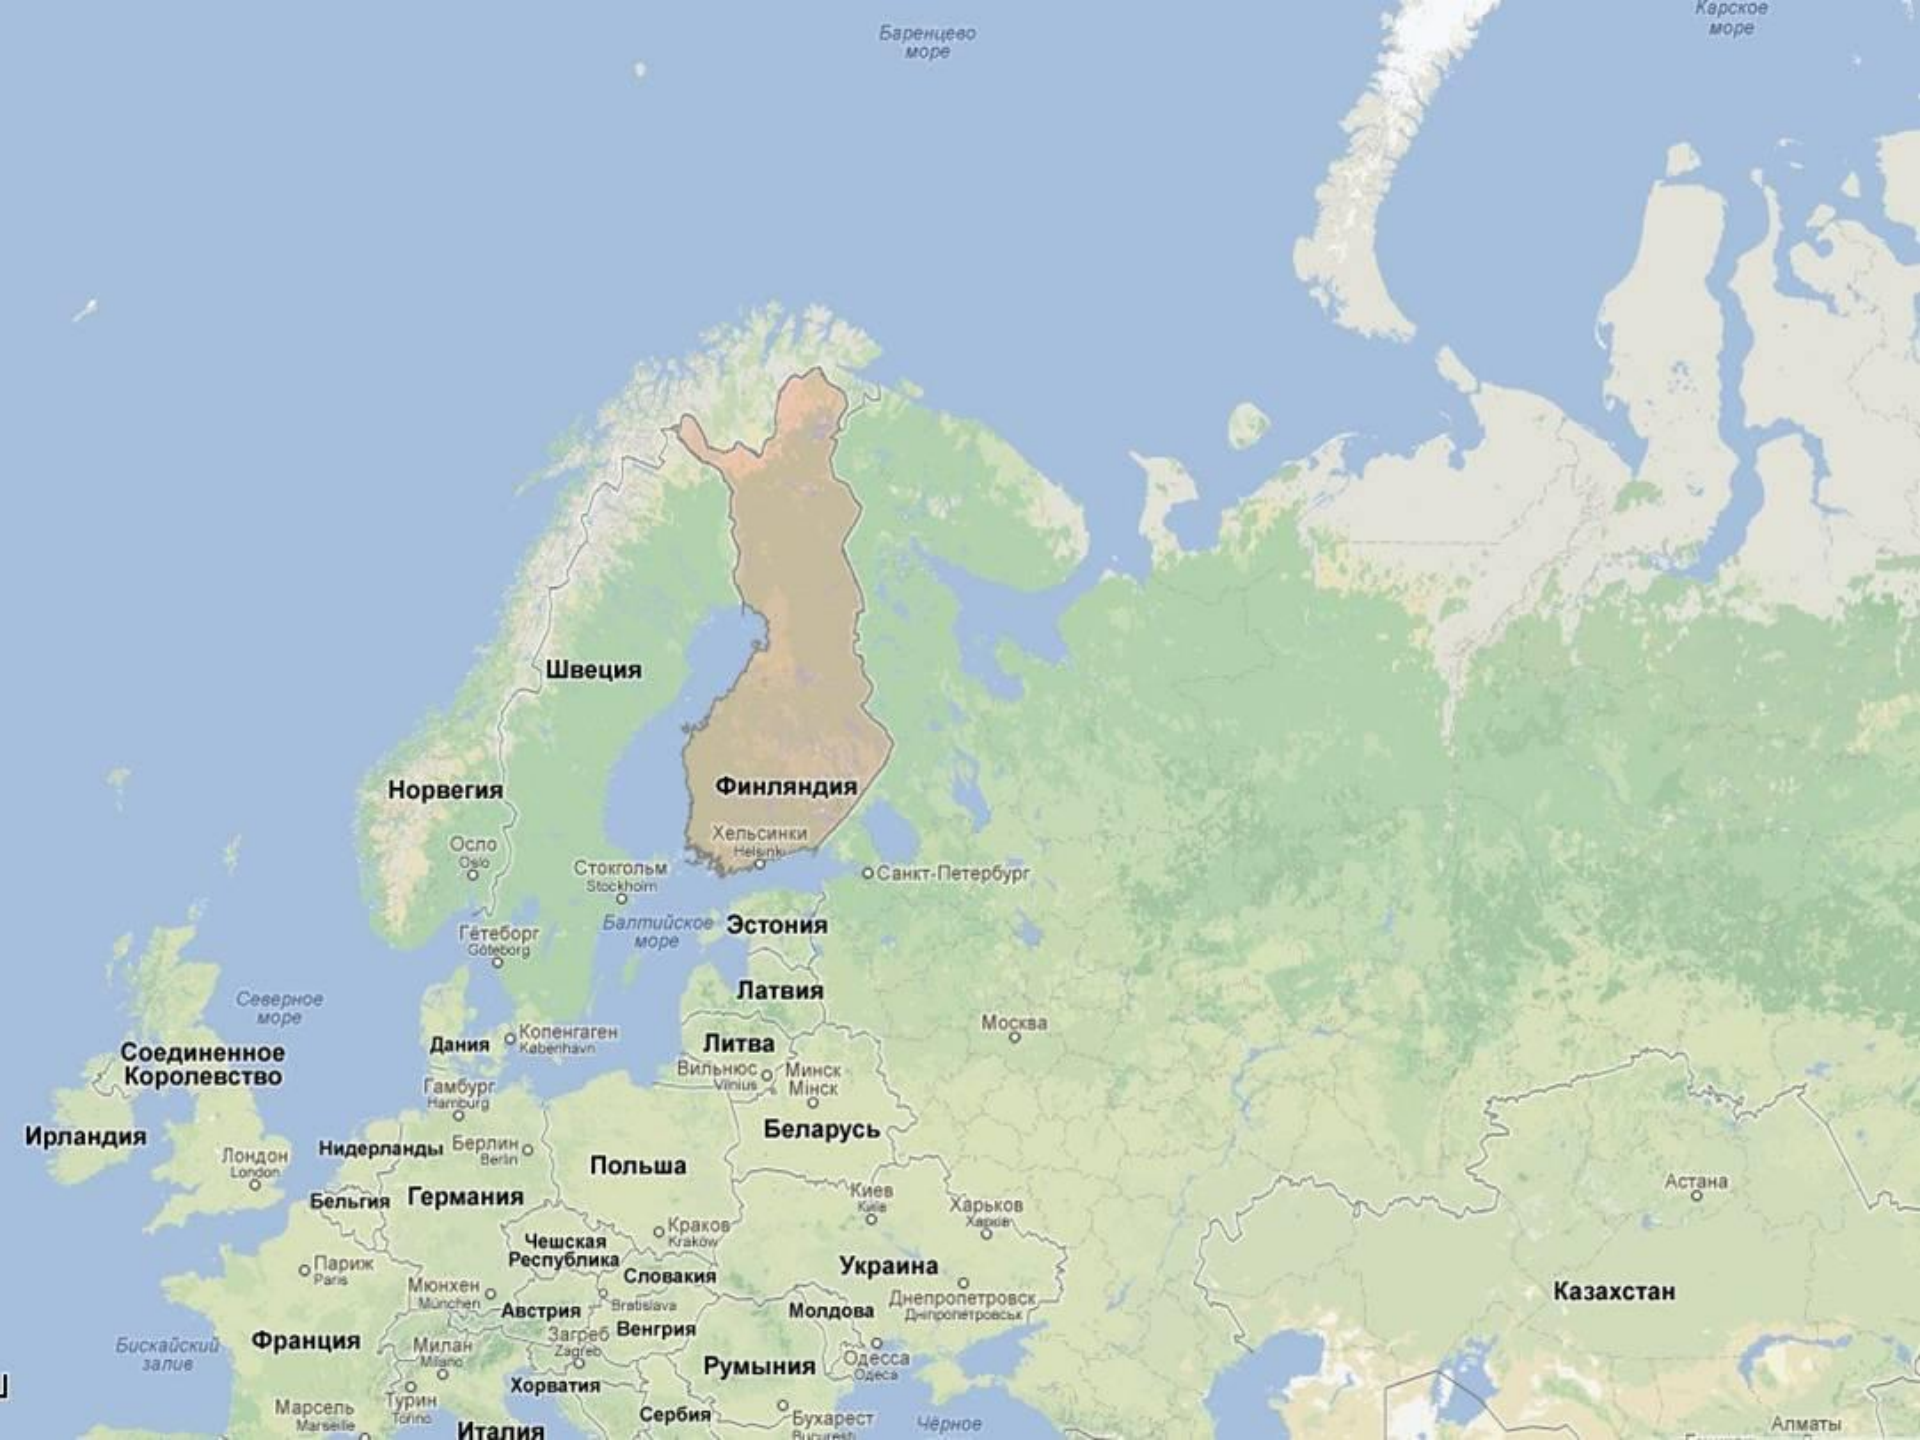 Баренцево
море
Карское
море
Швеция
Норвегия
Финляндия
Хельсинки
Helsinki
Осло
Oslo
Стокгольм
Stockholm
Санкт-Петербург
Гётеборг
Göteborg
Балтийское
море
Эстония
Латвия
Северное
море
Москва
Копенгаген
København
Дания
Литва
Соединенное
Королевство
Вильнюс
Vilnius
Минск
Мінск
Гамбург
Hamburg
Ирландия
Беларусь
Нидерланды
Берлин
Berlin
Лондон
London
Польша
Бельгия
Германия
Киев
Київ
Харьков
Харків
Астана
Краков
Kraków
Чешская
Республика
Париж
Paris
Украина
Словакия
Мюнхен
München
Казахстан
Австрия
Bratislava
Молдова
Днепропетровск
Дніпропетровськ
Загреб
Zagreb
Венгрия
Франция
Бискайский
залив
Милан
Milano
Румыния
Одесса
Одеса
Хорватия
Турин
Torino
Марсель
Marseille
Сербия
Бухарест
București
Чёрное
Алматы
Италия